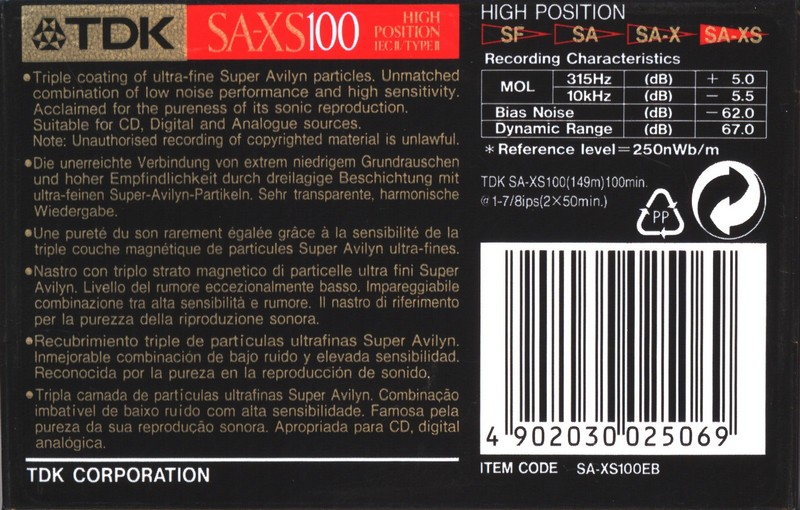 TDK SA-XS100 HIGH POSITION IEC II/TYPE II
•Triple coating of ultra-fine Super Avilyn particles. Unmatched
combination of low noise performance and high sensitivity.
Acclaimed for the pureness of its sonic reproduction.
Suitable for CD, Digital and Analogue sources.
Note: Unauthorised recording of copyrighted material is unlawful.
•Die unerreichte Verbindung von extrem niedrigem Grundrauschen
und hoher Empfindlichkeit durch dreilagige Beschichtung mit
ultra-feinen Super-Avilyn-Partikeln. Sehr transparente, harmonische
Wiedergabe.
•Une pureté du son rarement égalée grâce à la sensibilité de la
triple couche magnétique de particules Super Avilyn ultra-fines.
•Nastro con triplo strato magnetico di particelle ultra fini Super
Avilyn. Livello del rumore eccezionalmente basso. Impareggiabile
combinazione tra alta sensibilità e rumore. Il nastro di riferimento
per la purezza della riproduzione sonora.
•Recubrimiento triple de partículas ultrafinas Super Avilyn.
Inmejorable combinación de bajo ruido y elevada sensibilidad.
Reconocida por la pureza en la reproducción de sonido.
•Tripla camada de partículas ultrafinas Super Avilyn. Combinação
imbatível de baixo ruído com alta sensibilidade. Famosa pela
pureza da sua reprodução sonora. Apropriada para CD, digital
analógica.
TDK CORPORATION
HIGH POSITION
SF SA SA-X SA-XS
Recording Characteristics
MOL 315Hz (dB) + 5.0
10kHz (dB) − 5.5
Bias Noise (dB) −62.0
Dynamic Range (dB) 67.0
* Reference level=250nWb/m
TDK SA-XS100(149m)100min.
@1-7/8ips(2×50min.)
PP
4 902030 025069
ITEM CODE SA-XS100EB